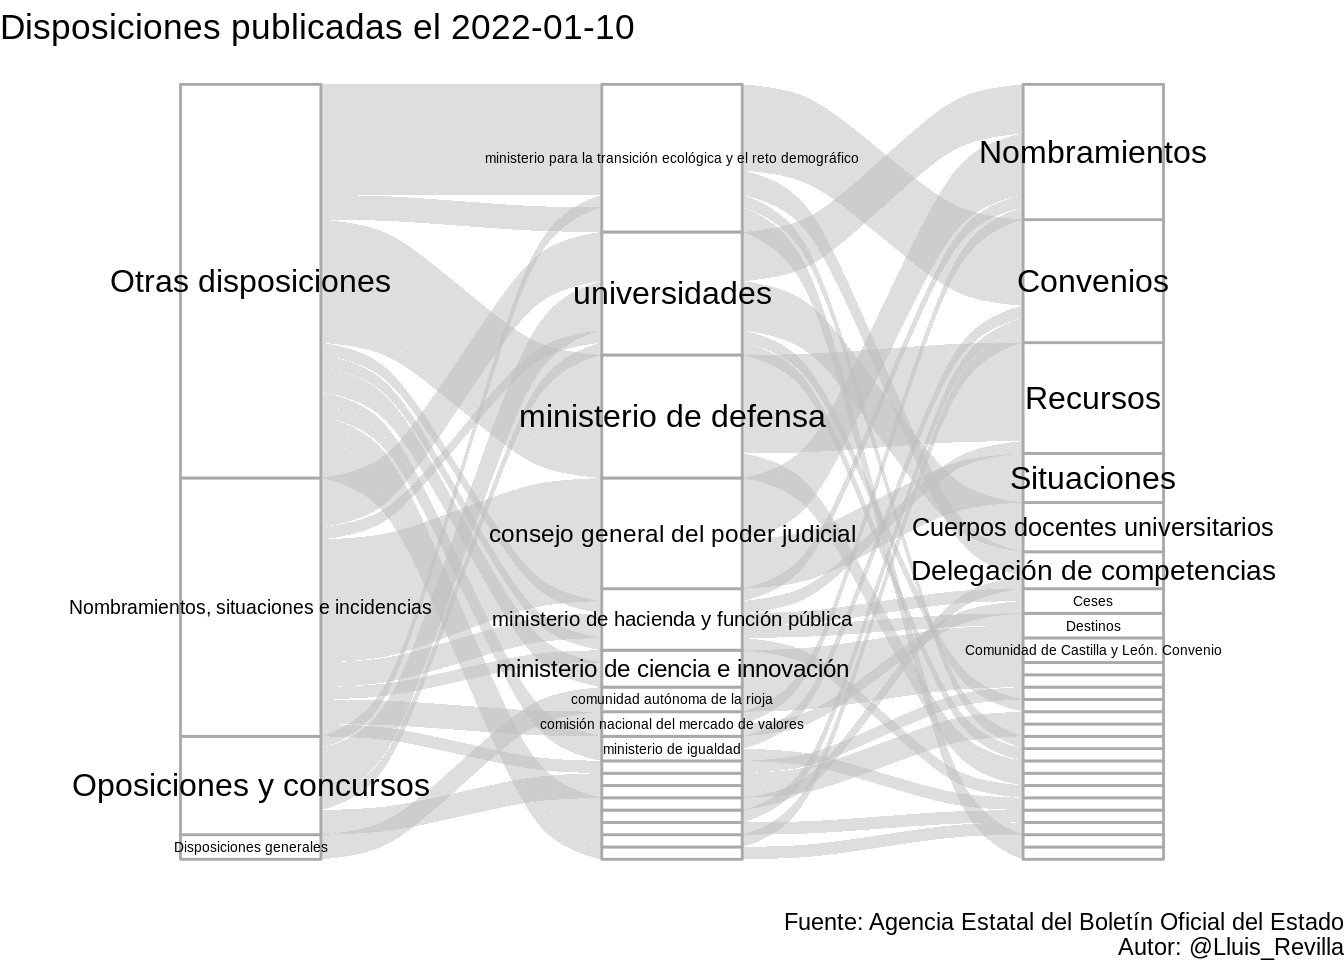 Disposiciones publicadas el 2022-01-10
Otras disposiciones
Nombramientos, situaciones e incidencias
Oposiciones y concursos
Disposiciones generales
ministerio para la transición ecológica y el reto demográfico
universidades
ministerio de defensa
consejo general del poder judicial
ministerio de hacienda y función pública
ministerio de ciencia e innovación
comunidad autónoma de la rioja
comisión nacional del mercado de valores
ministerio de igualdad
Nombramientos
Convenios
Recursos
Situaciones
Cuerpos docentes universitarios
Delegación de competencias
Ceses
Destinos
Comunidad de Castilla y León. Convenio
Fuente: Agencia Estatal del Boletín Oficial del Estado
Autor: @Lluis_Revilla